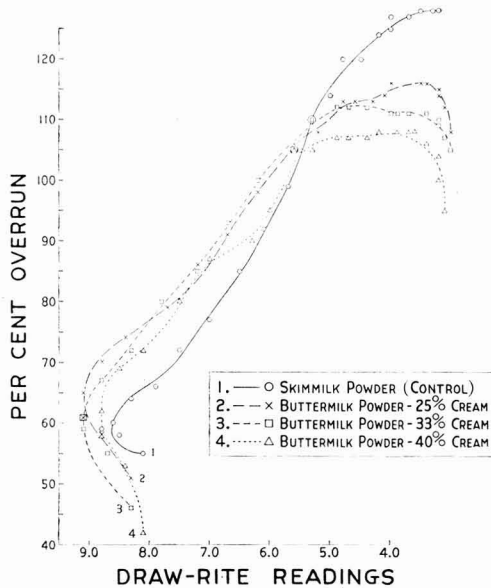 PER CENT OVERRUN
120
110
100
90
80
70
60
50
40
9.0 8.0 7.0 6.0 5.0 4.0
DRAW-RITE READINGS
1. SKIMMILK POWDER (CONTROL)
2. BUTTERMILK POWDER-25% CREAM
3. BUTTERMILK POWDER-33% CREAM
4. BUTTERMILK POWDER-40% CREAM
1
2
3
4